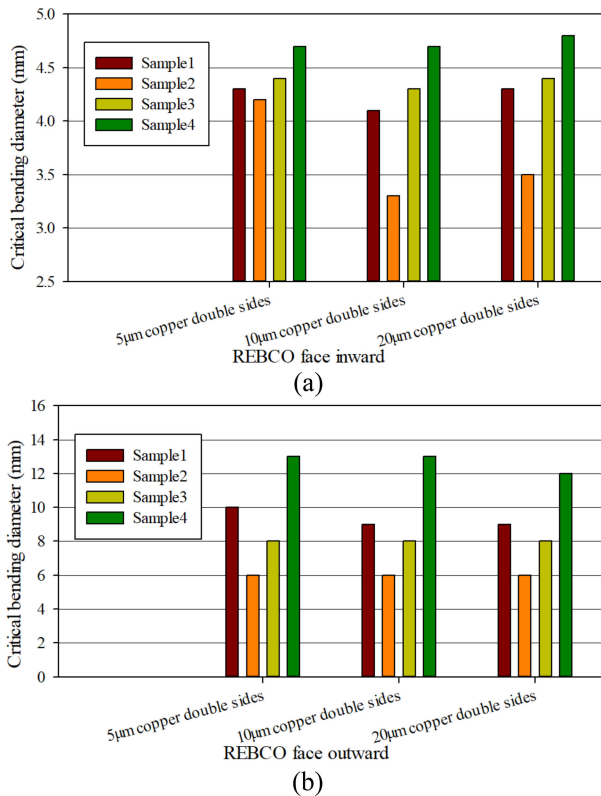 5.0
4.5
4.0
3.5
3.0
2.5
Critical bending diameter (mm)
Sample1
Sample2
Sample3
Sample4
5μm copper double sides
10μm copper double sides
20μm copper double sides
REBCO face inward
(a)
16
14
12
10
8
6
4
2
0
Critical bending diameter (mm)
Sample1
Sample2
Sample3
Sample4
5μm copper double sides
10μm copper double sides
20μm copper double sides
REBCO face outward
(b)